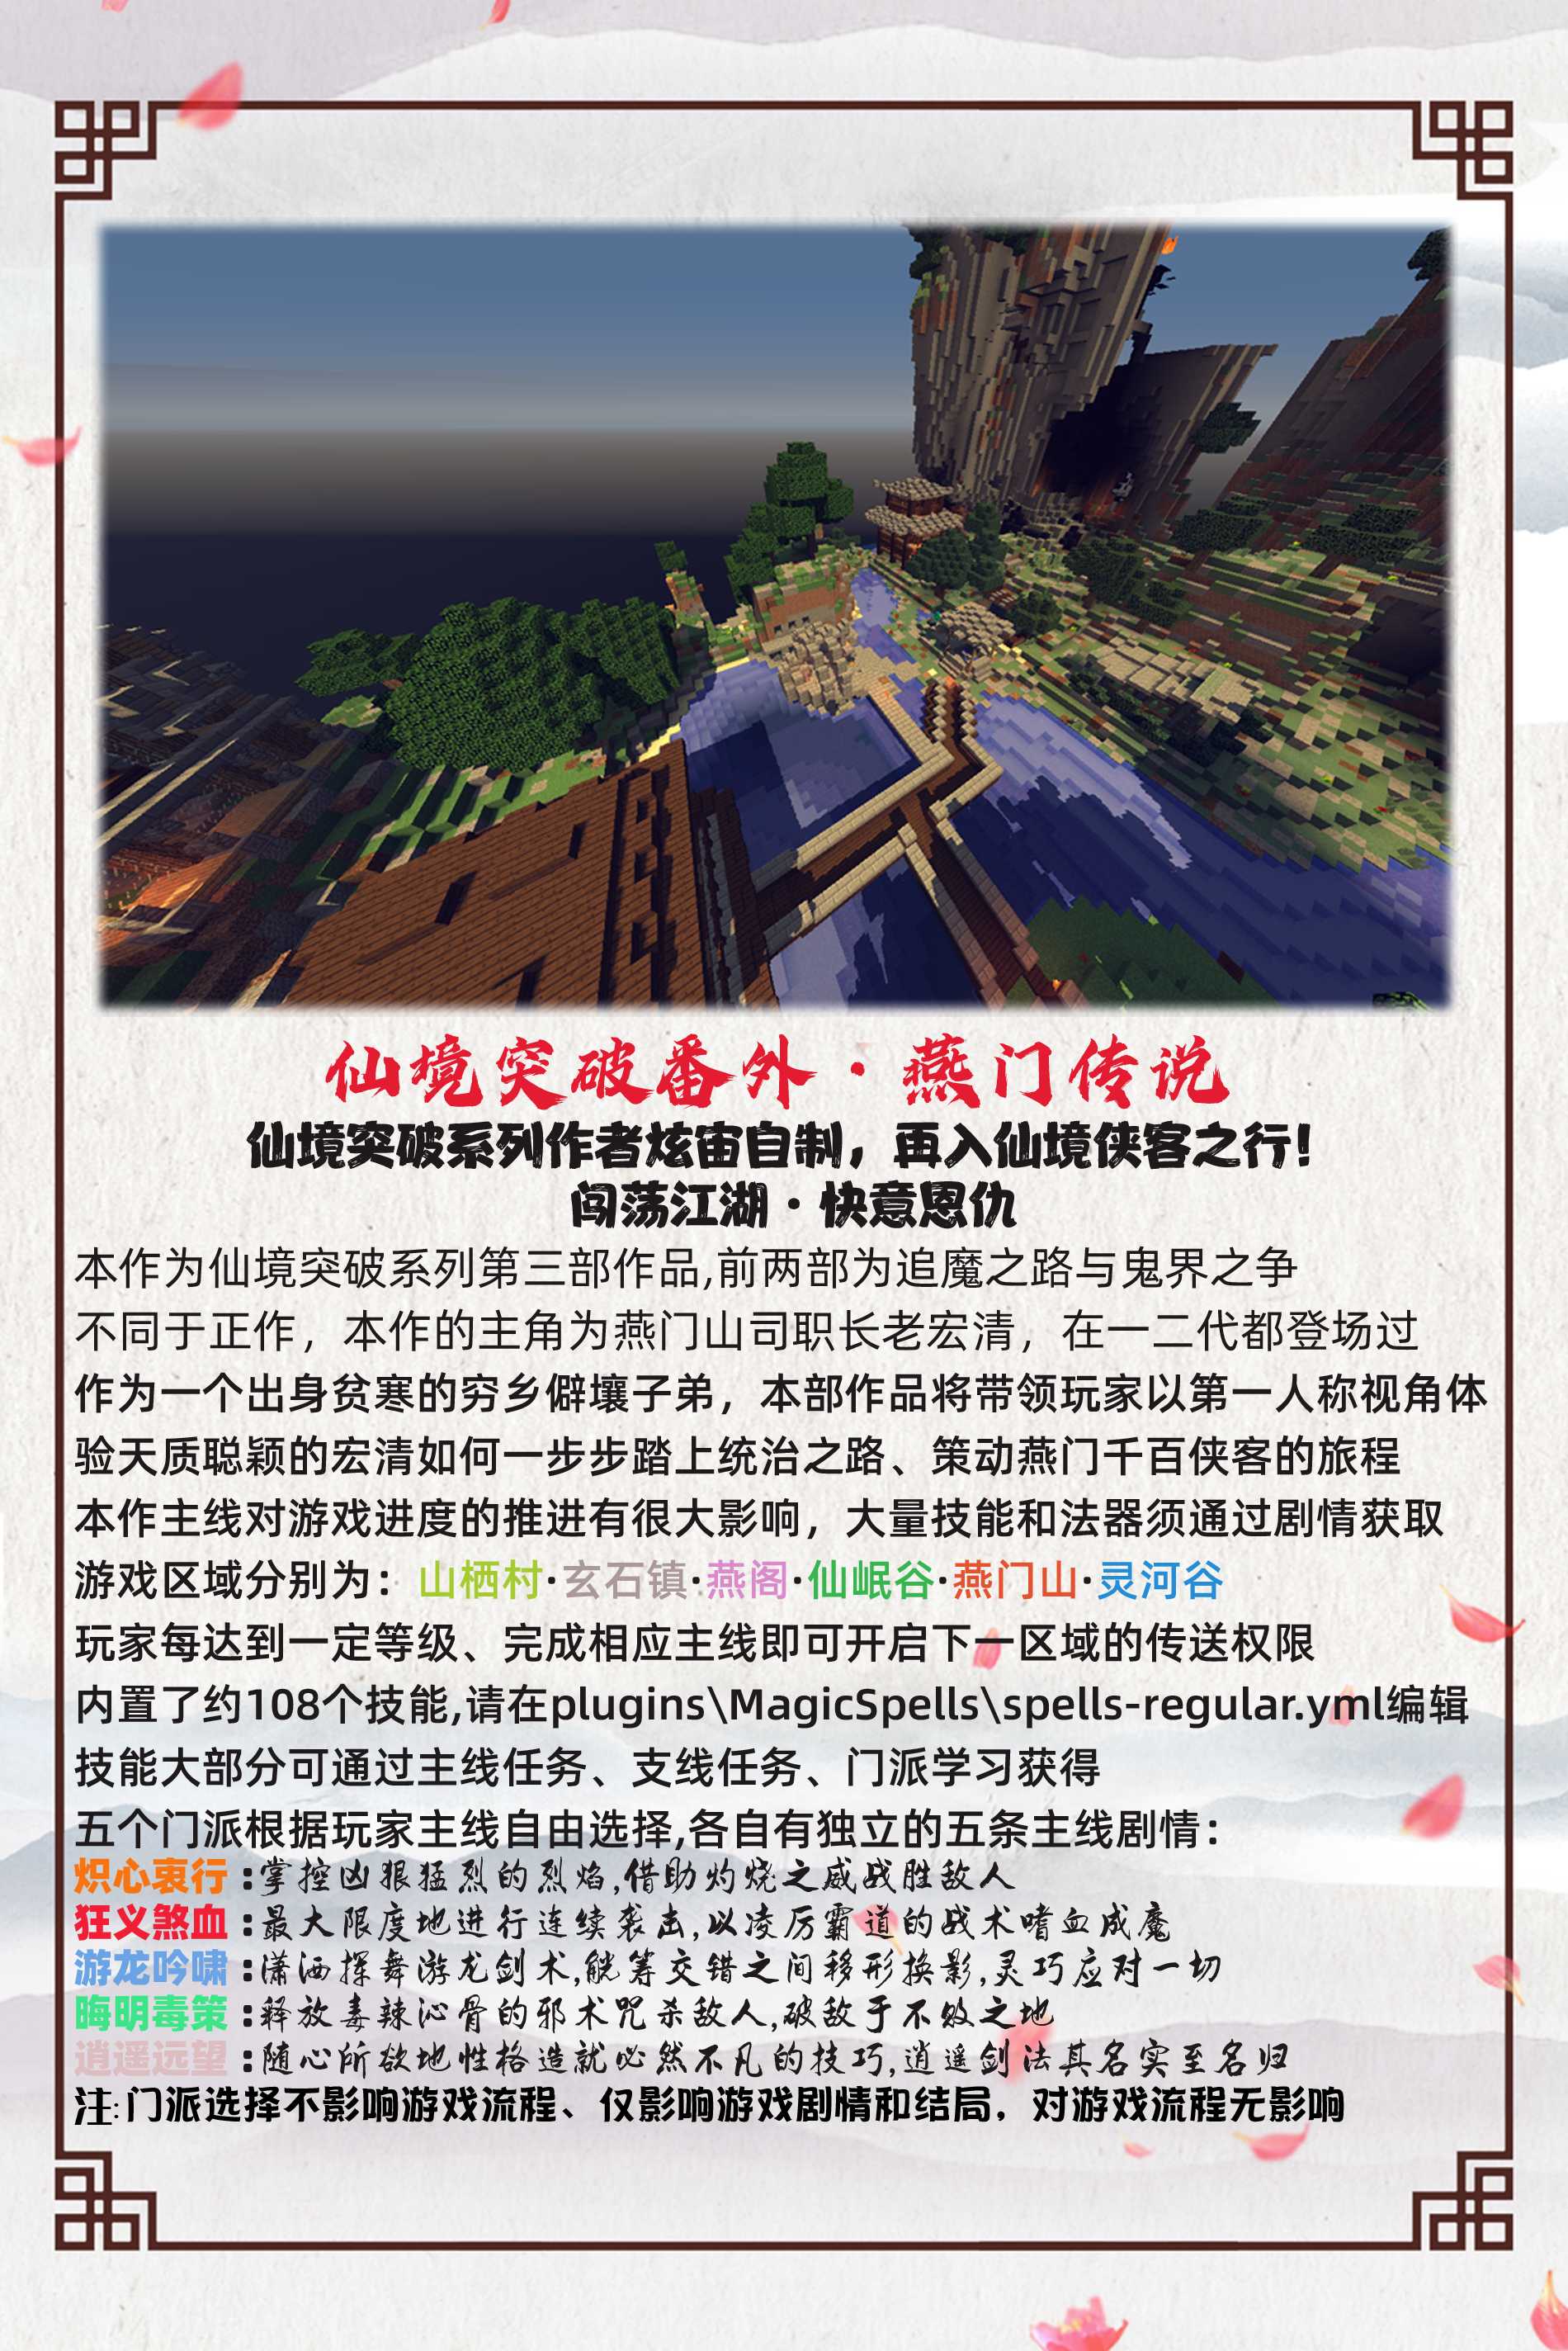 仙境突破番外·燕门传说
仙境突破系列作者炫宙自制，再入仙境侠客之行！
闯荡江湖·快意恩仇
本作为仙境突破系列第三部作品,前两部为追魔之路与鬼界之争
不同于正作，本作的主角为燕门山司职长老宏清，在一二代都登场过
作为一个出身贫寒的穷乡僻壤子弟，本部作品将带领玩家以第一人称视角体
验天质聪颖的宏清如何一步步踏上统治之路、策动燕门千百侠客的旅程
本作主线对游戏进度的推进有很大影响，大量技能和法器须通过剧情获取
游戏区域分别为：山栖村·玄石镇·燕阁·仙岷谷·燕门山·灵河谷
玩家每达到一定等级、完成相应主线即可开启下一区域的传送权限
内置了约108个技能,请在plugins\MagicSpells\spells-regular.yml编辑
技能大部分可通过主线任务、支线任务、门派学习获得
五个门派根据玩家主线自由选择,各自有独立的五条主线剧情：
炽心衷行:掌控凶狠猛烈的烈焰,借助灼烧之威战胜敌人
狂义煞血:最大限度地进行连续袭击,以凌厉霸道的战术嗜血成魔
游龙吟啸:潇洒挥舞游龙剑术,觥筹交错之间移形换影,灵巧应对一切
晦明毒策:释放毒辣沁骨的邪术咒杀敌人,破敌于不败之地
逍遥远望:随心所欲地性格造就必然不凡的技巧,逍遥剑法其名实至名归
注:门派选择不影响游戏流程、仅影响游戏剧情和结局，对游戏流程无影响